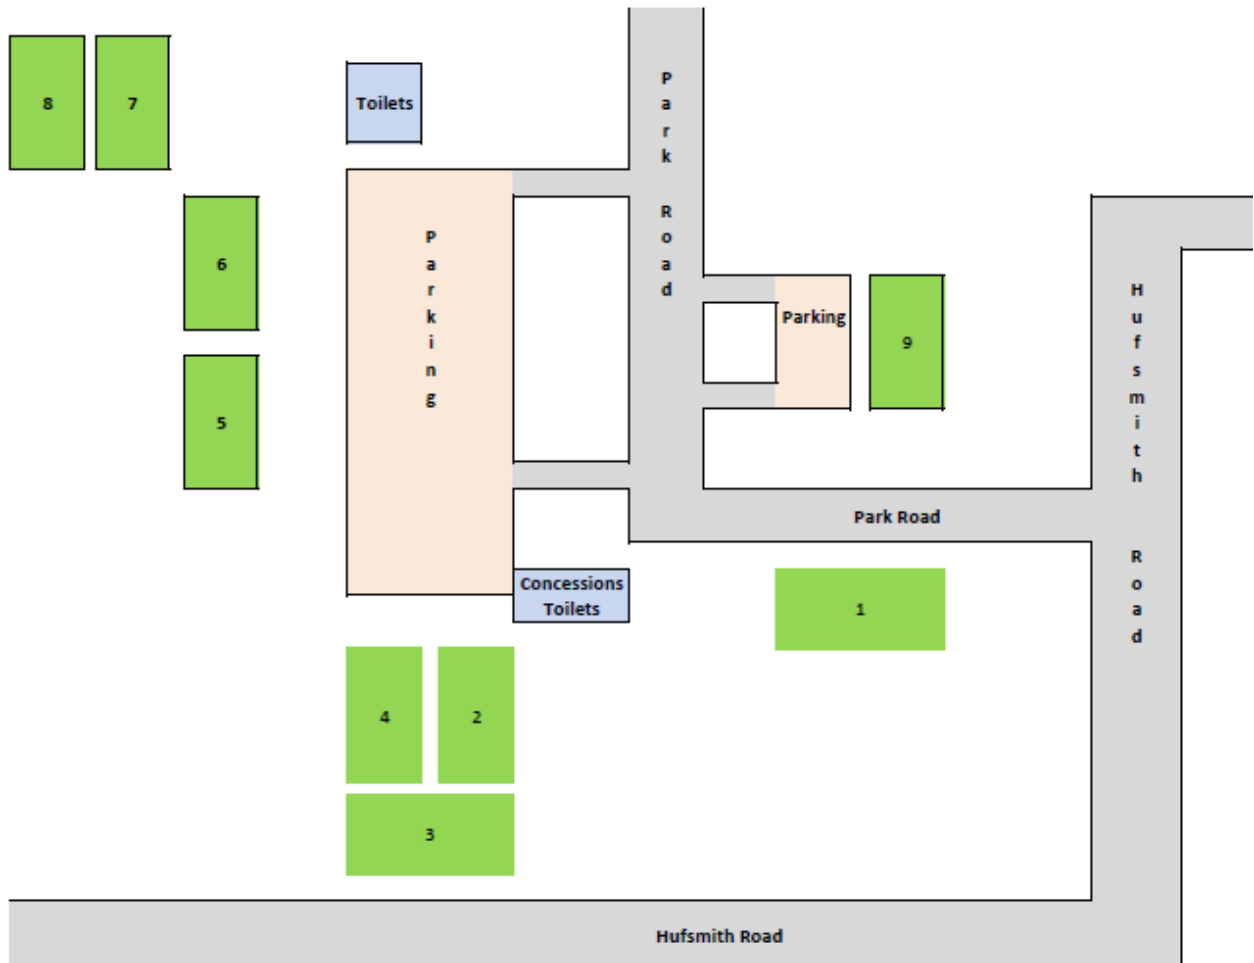 8
7
Toilets
Park Road
6
Parking
Parking
9
Hufsmith Road
5
Park Road
Concessions
Toilets
1
4
2
3
Hufsmith Road